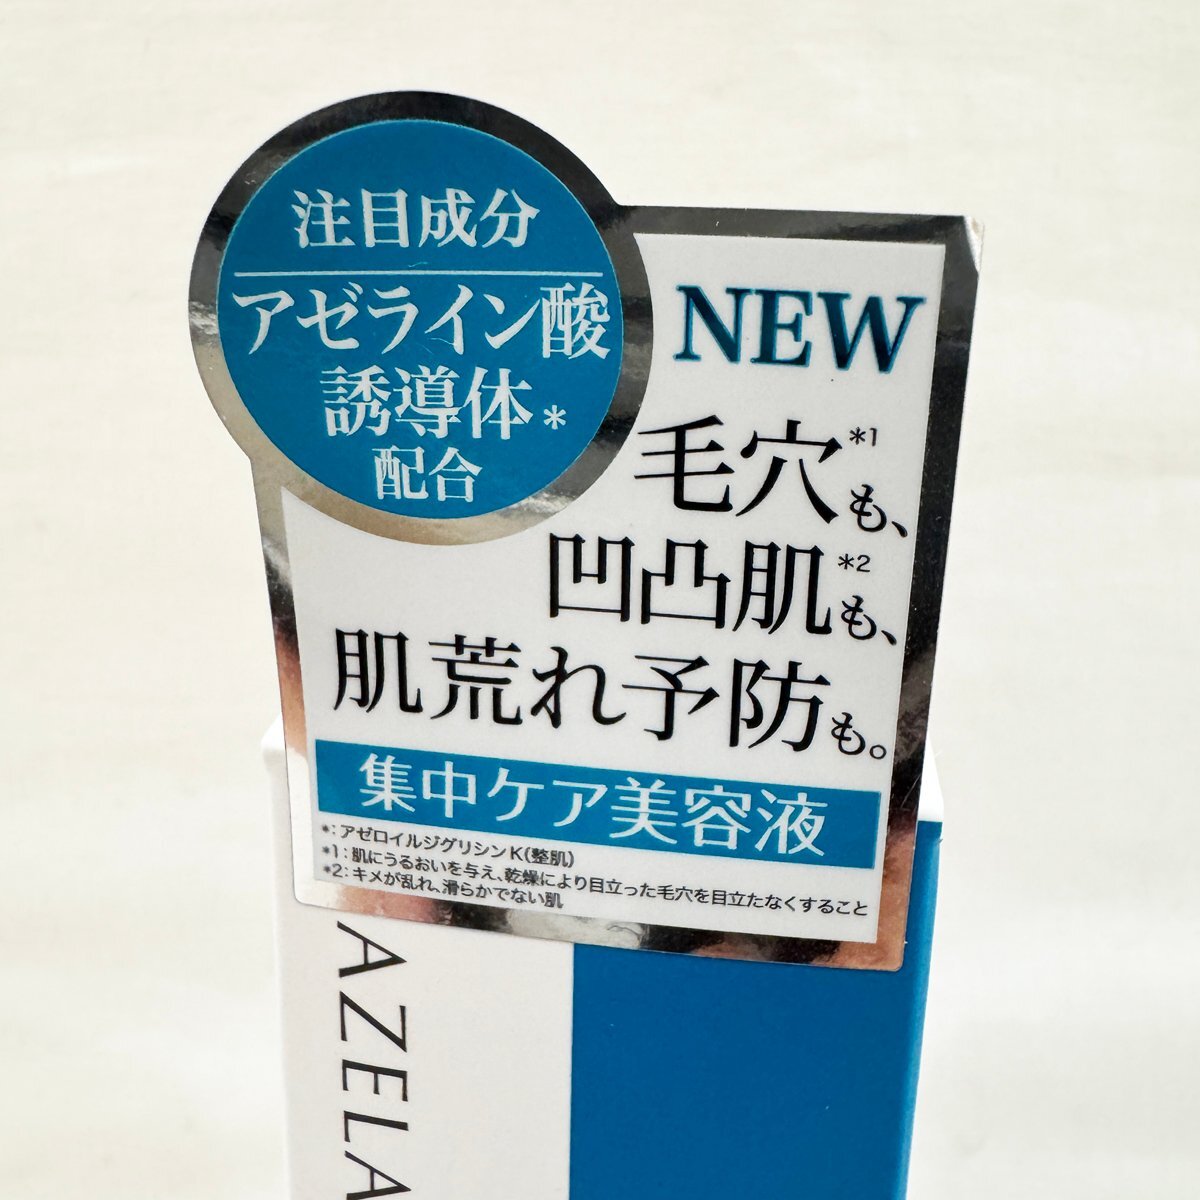 注目成分
アゼライン酸
誘導体*
配合
NEW
毛穴*1も、
凹凸肌*2も、
肌荒れ予防も。
集中ケア美容液
*：アゼロイルジグリシンK(整肌)
*1：肌にうるおいを与え、乾燥により目立った毛穴を目立たなくすること
*2：キメが乱れ、滑らかでない肌
AZELA